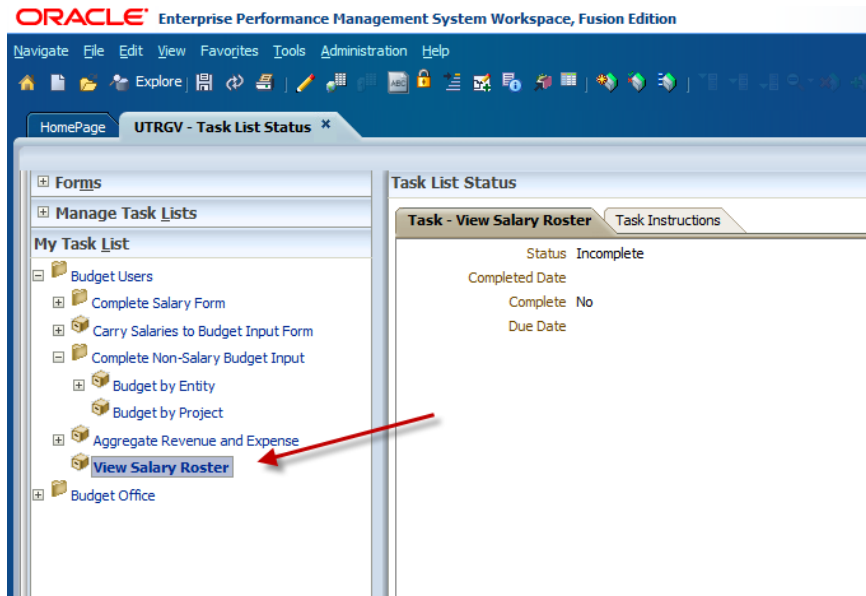 ORACLE® Enterprise Performance Management System Workspace, Fusion Edition
Navigate File Edit View Favorites Tools Administration Help
Explore
ABC
HomePage UTRGV - Task List Status ×
Forms
Manage Task Lists
My Task List
Budget Users
Complete Salary Form
Carry Salaries to Budget Input Form
Complete Non-Salary Budget Input
Budget by Entity
Budget by Project
Aggregate Revenue and Expense
View Salary Roster
Budget Office
Task List Status
Task - View Salary Roster Task Instructions
Status Incomplete
Completed Date
Complete No
Due Date